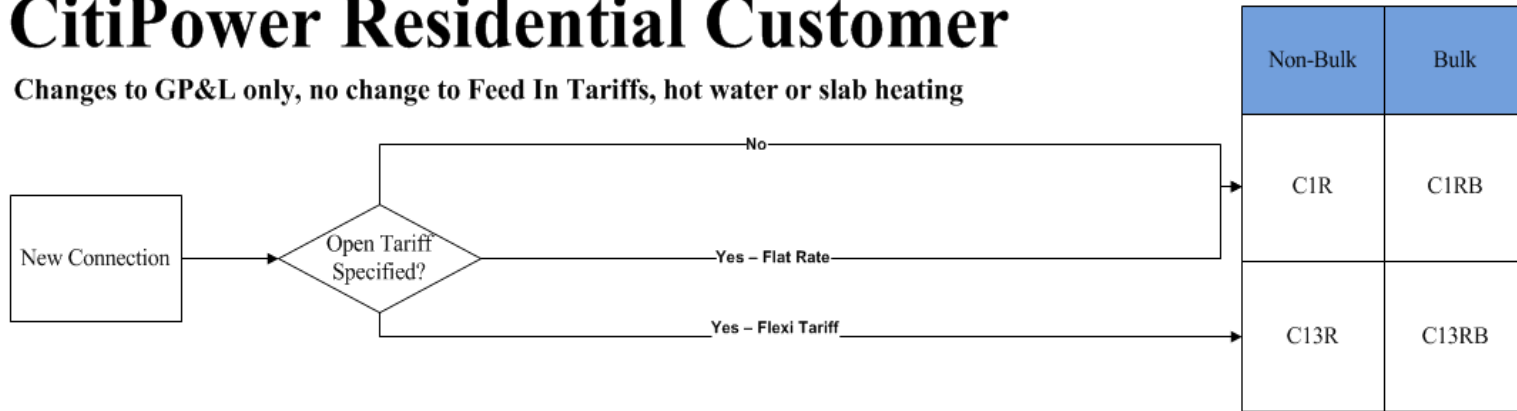 CitiPower Residential Customer
Changes to GP&L only, no change to Feed In Tariffs, hot water or slab heating
Non-Bulk
Bulk
No
C1R
C1RB
New Connection
Open Tariff
Specified?
Yes – Flat Rate
Yes – Flexi Tariff
C13R
C13RB